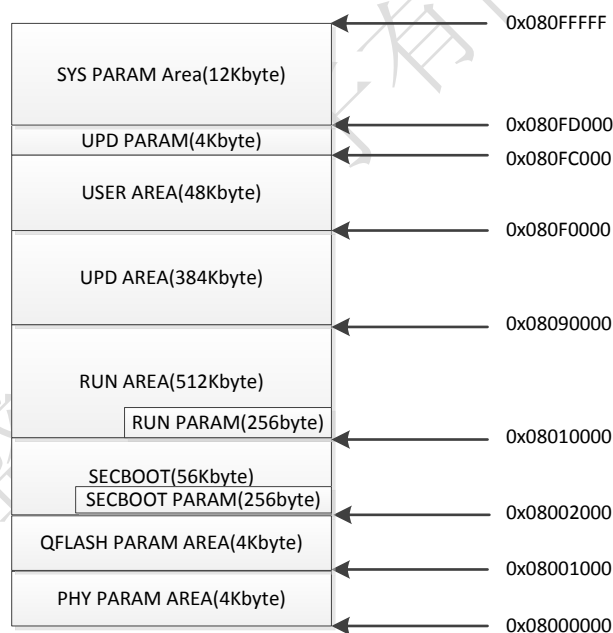 0x080FFFFF
SYS PARAM Area(12Kbyte)
0x080FD000
UPD PARAM(4Kbyte)
0x080FC000
USER AREA(48Kbyte)
0x080F0000
UPD AREA(384Kbyte)
0x08090000
RUN AREA(512Kbyte)
RUN PARAM(256byte)
0x08010000
SECBOOT(56Kbyte)
SECBOOT PARAM(256byte)
0x08002000
QFLASH PARAM AREA(4Kbyte)
0x08001000
PHY PARAM AREA(4Kbyte)
0x08000000